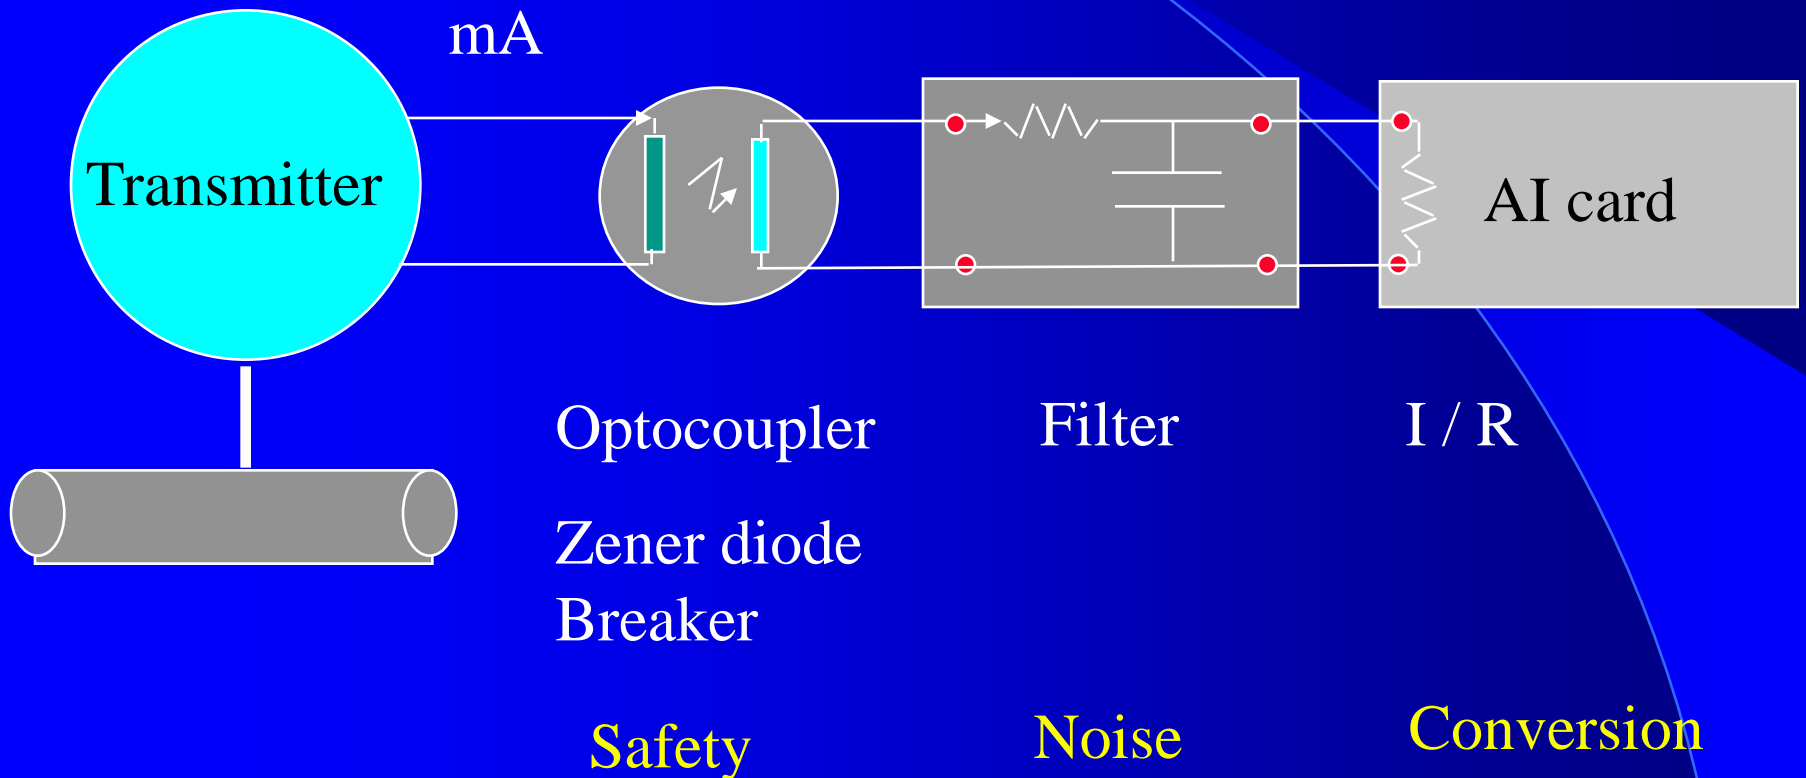 mA
Transmitter
AI card
Optocoupler
Filter
I / R
Zener diode
Breaker
Safety
Noise
Conversion